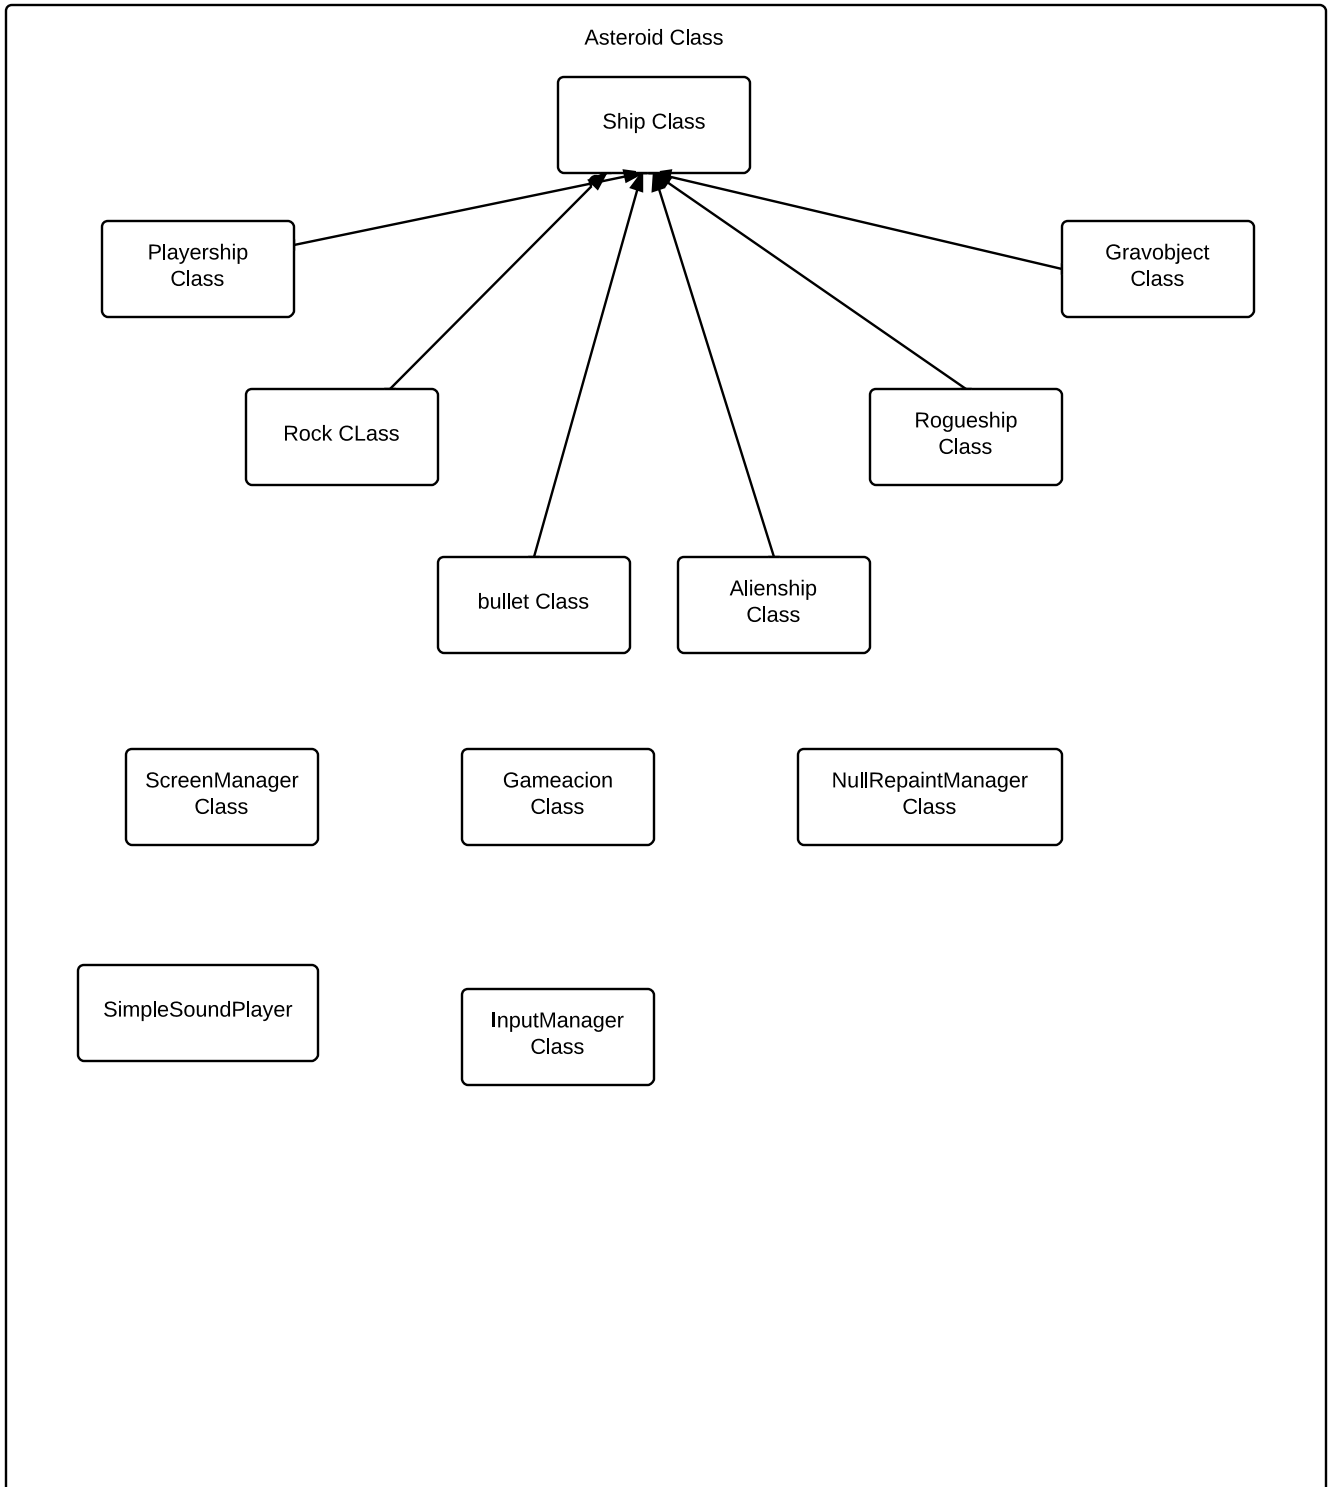 Asteroid Class
Ship Class
Playership
Class
Gravobject
Class
Rock CLass
Rogueship
Class
bullet Class
Alienship
Class
ScreenManager
Class
Gameacion
Class
NullRepaintManager
Class
SimpleSoundPlayer
InputManager
Class